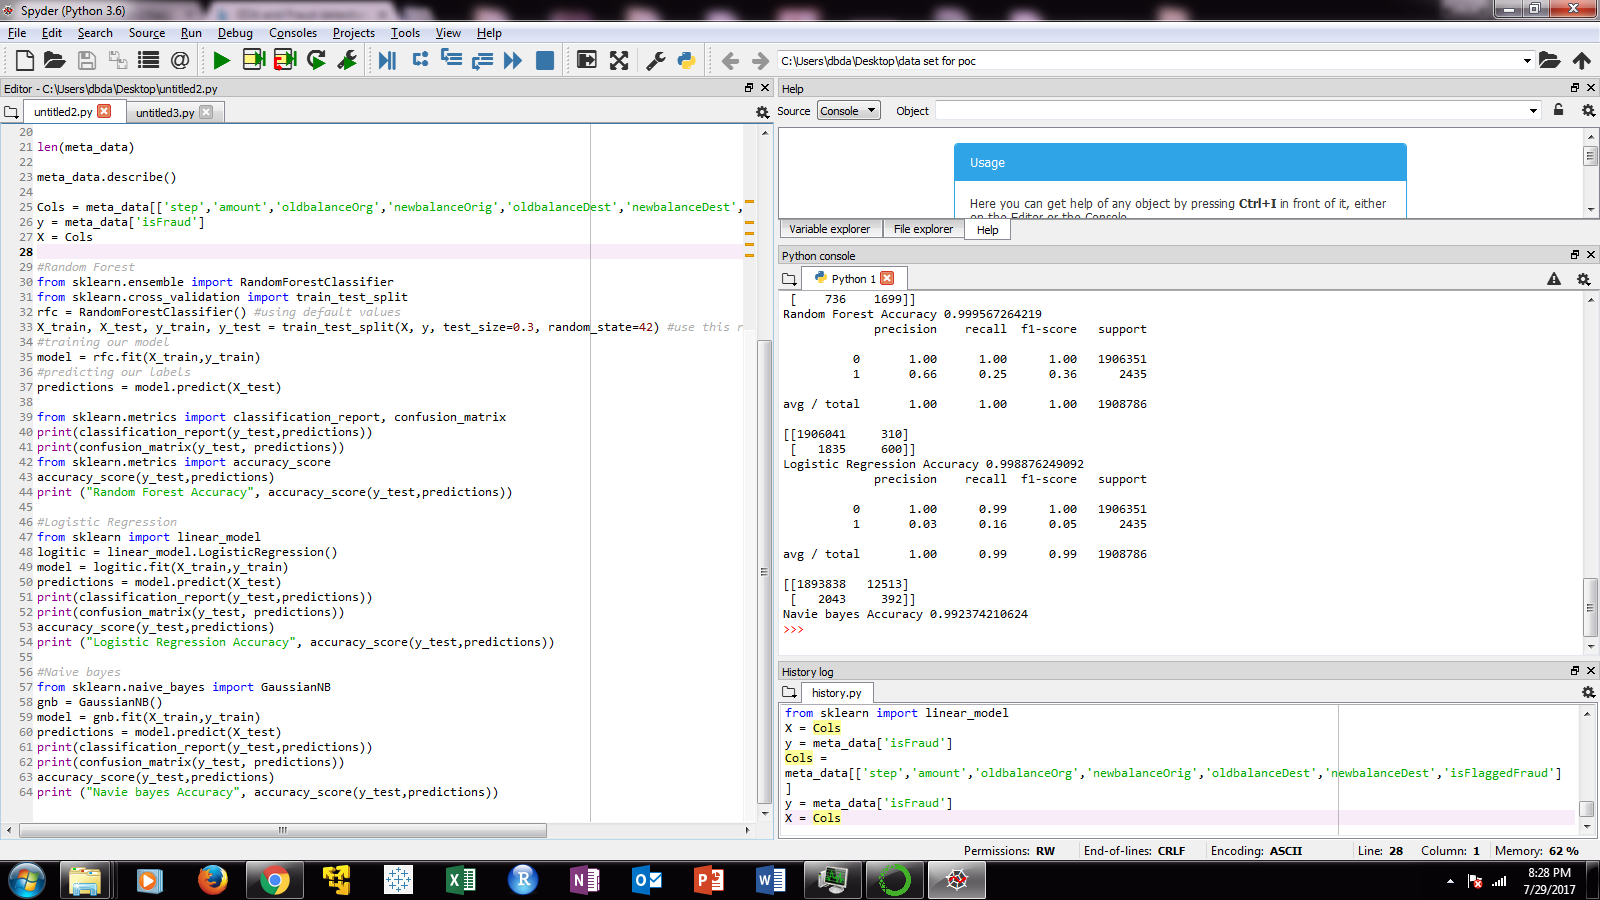 Spyder (Python 3.6)
File Edit Search Source Run Debug Consoles Projects Tools View Help
C:\Users\dbda\Desktop\data set for poc
Editor - C:\Users\dbda\Desktop\untitled2.py
untitled2.py untitled3.py
20
21 len(meta_data)
22
23 meta_data.describe()
24
25 Cols = meta_data[['step','amount','oldbalanceOrg','newbalanceOrig','oldbalanceDest','newbalanceDest',
26 y = meta_data['isFraud']
27 X = Cols
28
29 #Random Forest
30 from sklearn.ensemble import RandomForestClassifier
31 from sklearn.cross_validation import train_test_split
32 rfc = RandomForestClassifier() #using default values
33 X_train, X_test, y_train, y_test = train_test_split(X, y, test_size=0.3, random_state=42) #use this r
34 #training our model
35 model = rfc.fit(X_train,y_train)
36 #predicting our labels
37 predictions = model.predict(X_test)
38
39 from sklearn.metrics import classification_report, confusion_matrix
40 print(classification_report(y_test,predictions))
41 print(confusion_matrix(y_test, predictions))
42 from sklearn.metrics import accuracy_score
43 accuracy_score(y_test,predictions)
44 print ("Random Forest Accuracy", accuracy_score(y_test,predictions))
45
46 #Logistic Regression
47 from sklearn import linear_model
48 logitic = linear_model.LogisticRegression()
49 model = logitic.fit(X_train,y_train)
50 predictions = model.predict(X_test)
51 print(classification_report(y_test,predictions))
52 print(confusion_matrix(y_test, predictions))
53 accuracy_score(y_test,predictions)
54 print ("Logistic Regression Accuracy", accuracy_score(y_test,predictions))
55
56 #Naive bayes
57 from sklearn.naive_bayes import GaussianNB
58 gnb = GaussianNB()
59 model = gnb.fit(X_train,y_train)
60 predictions = model.predict(X_test)
61 print(classification_report(y_test,predictions))
62 print(confusion_matrix(y_test, predictions))
63 accuracy_score(y_test,predictions)
64 print ("Navie bayes Accuracy", accuracy_score(y_test,predictions))
Help
Source Console Object
Usage
Here you can get help of any object by pressing Ctrl+I in front of it, either
on the Editor or the Console.
Variable explorer File explorer Help
Python console
Python 1
[ 736 1699]]
Random Forest Accuracy 0.999567264219
precision recall f1-score support
0 1.00 1.00 1.00 1906351
1 0.66 0.25 0.36 2435
avg / total 1.00 1.00 1.00 1908786
[[1906041 310]
[ 1835 600]]
Logistic Regression Accuracy 0.998876249092
precision recall f1-score support
0 1.00 0.99 1.00 1906351
1 0.03 0.16 0.05 2435
avg / total 1.00 0.99 0.99 1908786
[[1893838 12513]
[ 2043 392]]
Navie bayes Accuracy 0.992374210624
>>>
History log
history.py
from sklearn import linear_model
X = Cols
y = meta_data['isFraud']
Cols =
meta_data[['step','amount','oldbalanceOrg','newbalanceOrig','oldbalanceDest','newbalanceDest','isFlaggedFraud']
]
y = meta_data['isFraud']
X = Cols
Permissions: RW End-of-lines: CRLF Encoding: ASCII Line: 28 Column: 1 Memory: 62 %
8:28 PM
7/29/2017